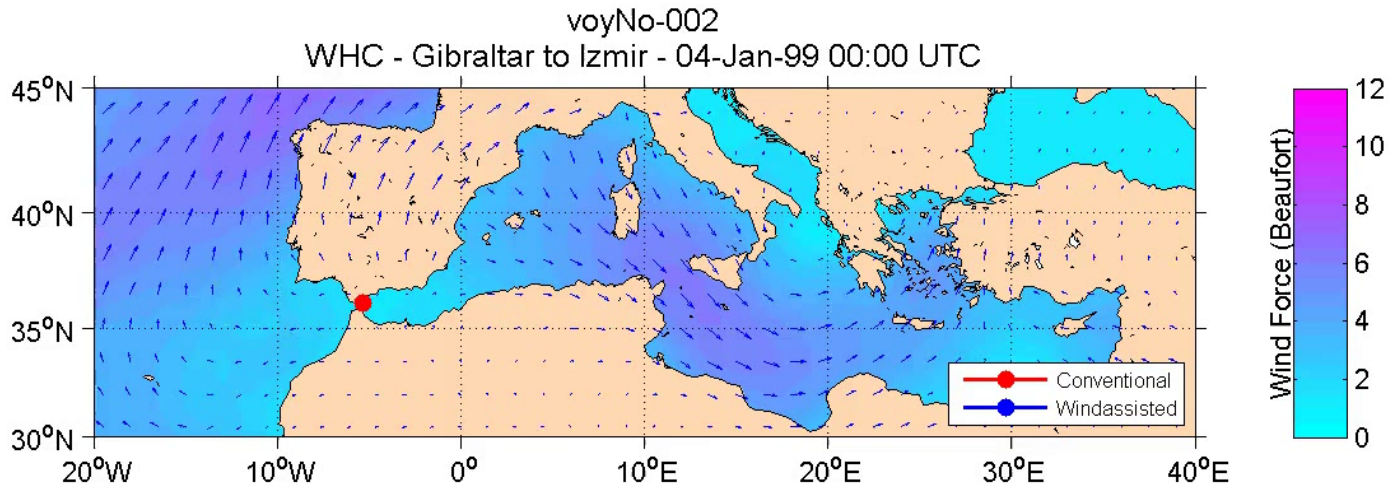 voyNo-002
WHC - Gibraltar to Izmir - 04-Jan-99 00:00 UTC
45°N
40°N
35°N
30°N
20°W
10°W
0°
10°E
20°E
30°E
40°E
Conventional
Windassisted
Wind Force (Beaufort)
12
10
8
6
4
2
0